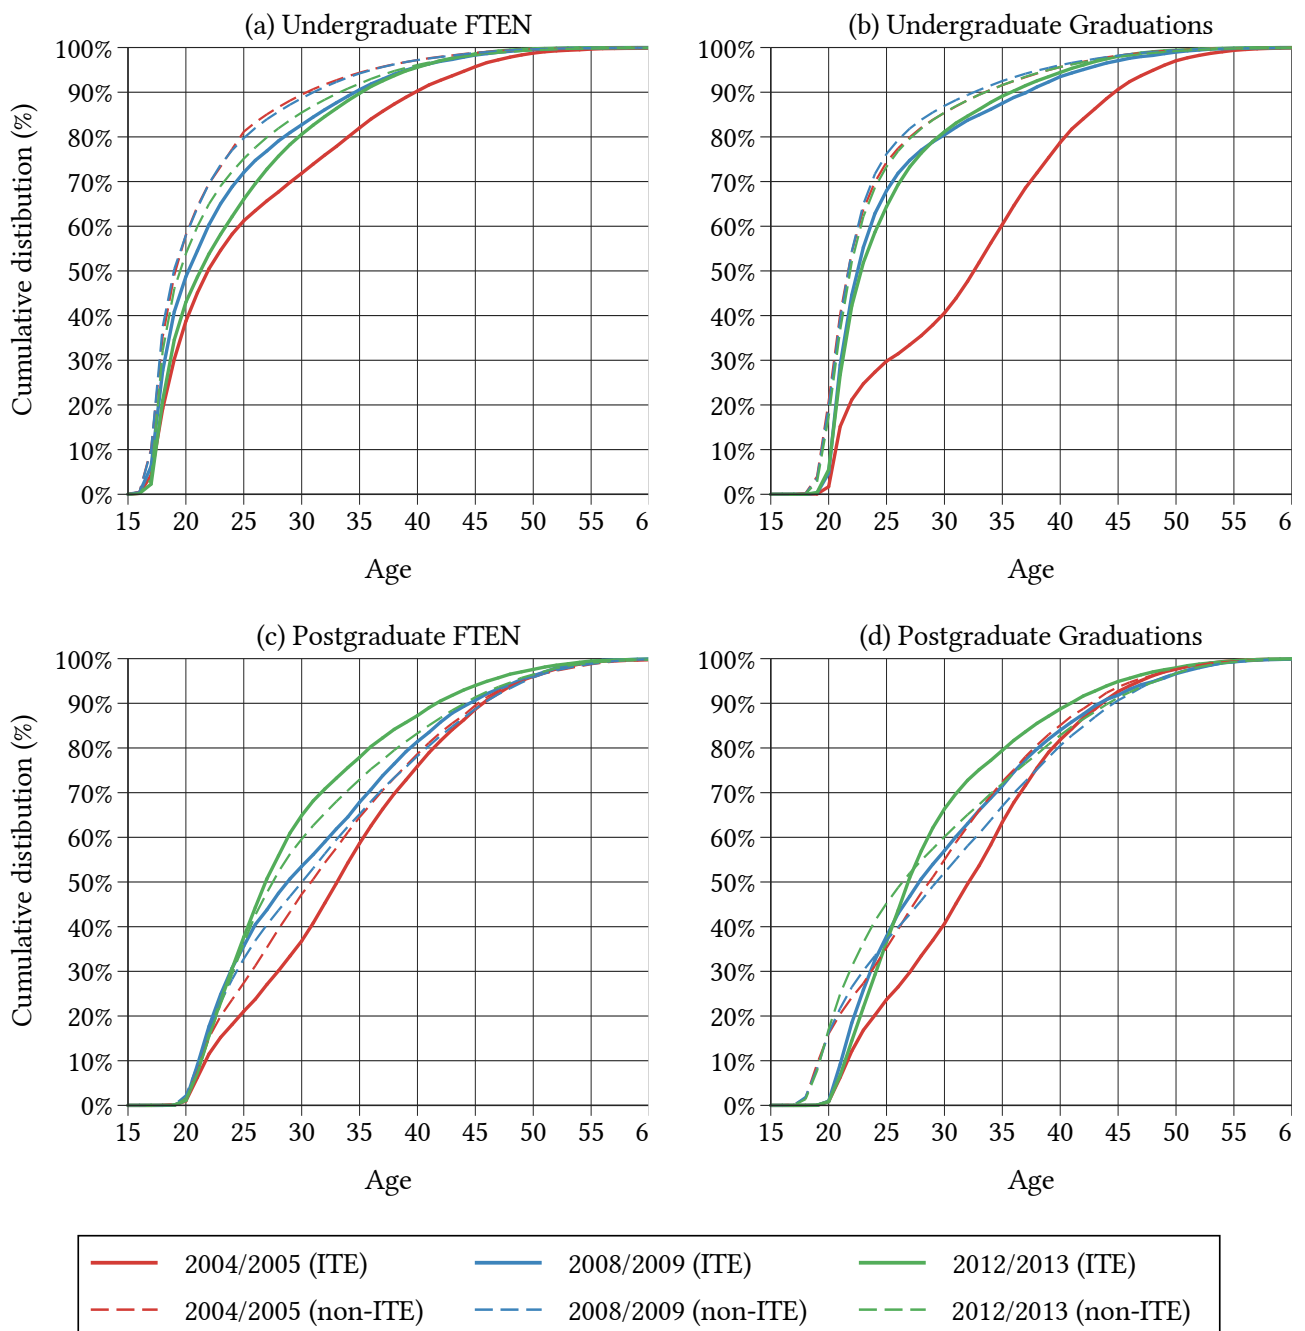 (a) Undergraduate FTEN
(b) Undergraduate Graduations
100%
90%
80%
70%
60%
50%
40%
30%
20%
10%
0%
Cumulative distibution (%)
15 20 25 30 35 40 45 50 55 6
Age
100%
90%
80%
70%
60%
50%
40%
30%
20%
10%
0%
Cumulative distibution (%)
15 20 25 30 35 40 45 50 55 6
Age
(c) Postgraduate FTEN
(d) Postgraduate Graduations
100%
90%
80%
70%
60%
50%
40%
30%
20%
10%
0%
Cumulative distibution (%)
15 20 25 30 35 40 45 50 55 6
Age
100%
90%
80%
70%
60%
50%
40%
30%
20%
10%
0%
15 20 25 30 35 40 45 50 55 6
Age
2004/2005 (ITE) 2008/2009 (ITE) 2012/2013 (ITE)
2004/2005 (non-ITE) 2008/2009 (non-ITE) 2012/2013 (non-ITE)